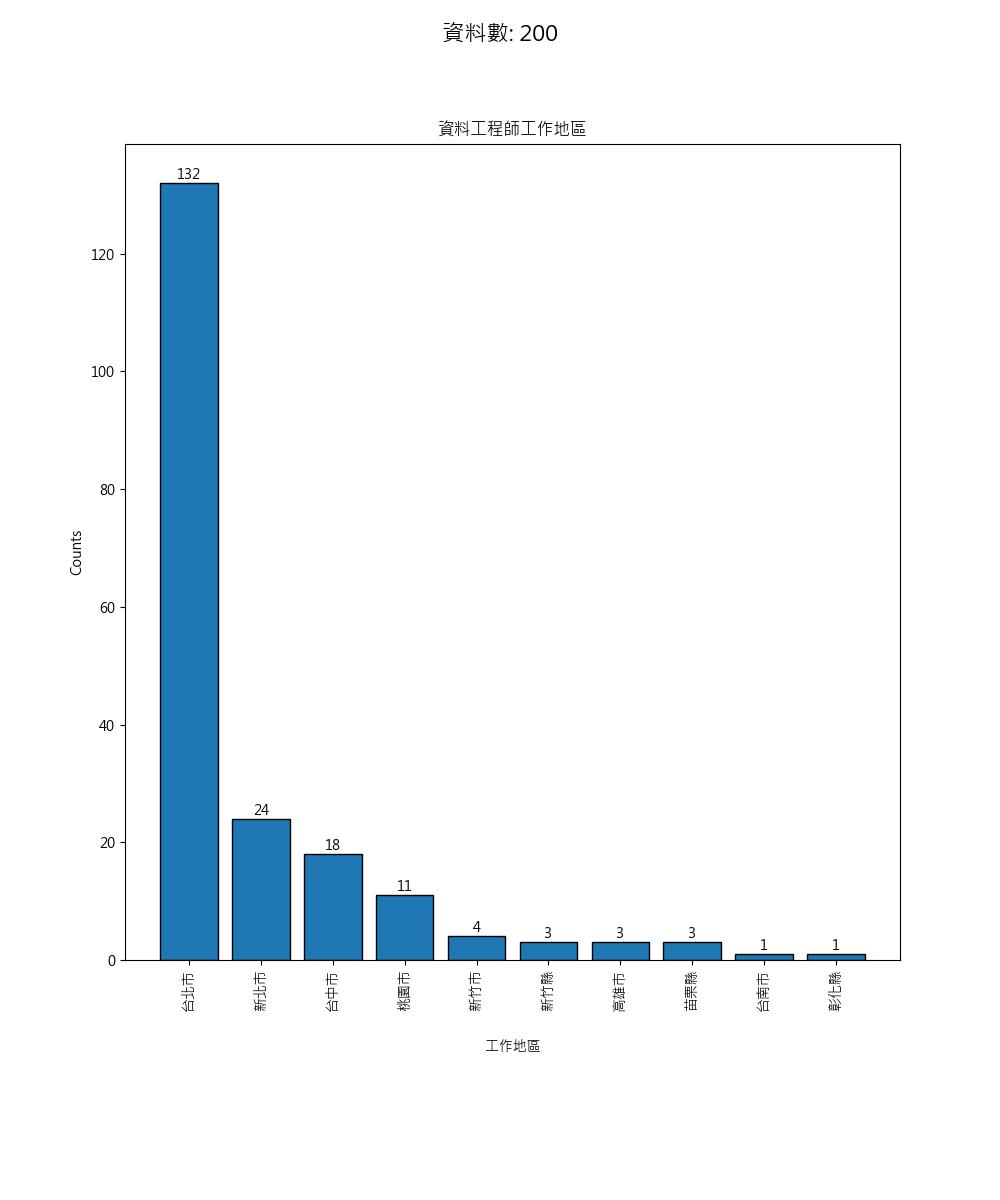 資料數: 200
資料工程師工作地區
132
24
18
11
4
3
3
3
1
1
120
100
80
60
40
20
0
Counts
台北市
新北市
台中市
桃園市
新竹市
新竹縣
高雄市
苗栗縣
台南市
彰化縣
工作地區